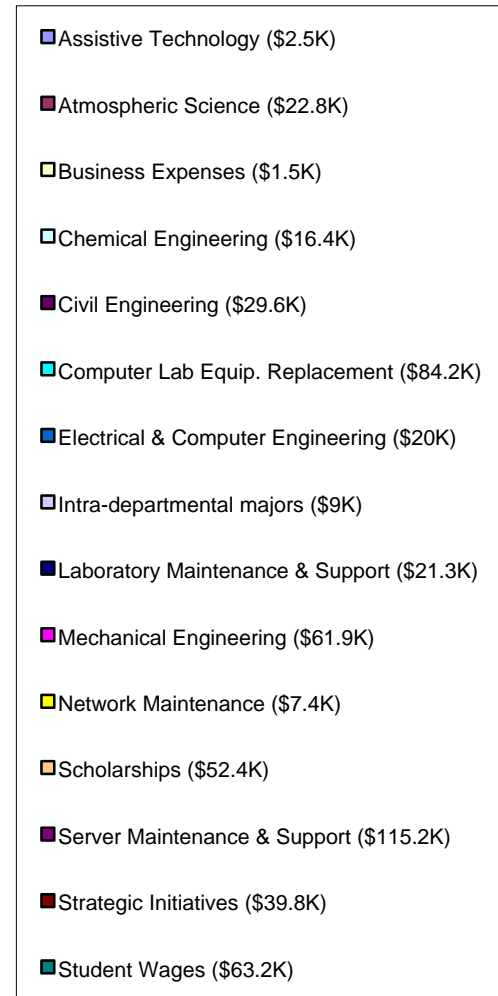 Assistive Technology ($2.5K)
Atmospheric Science ($22.8K)
Business Expenses ($1.5K)
Chemical Engineering ($16.4K)
Civil Engineering ($29.6K)
Computer Lab Equip. Replacement ($84.2K)
Electrical & Computer Engineering ($20K)
Intra-departmental majors ($9K)
Laboratory Maintenance & Support ($21.3K)
Mechanical Engineering ($61.9K)
Network Maintenance ($7.4K)
Scholarships ($52.4K)
Server Maintenance & Support ($115.2K)
Strategic Initiatives ($39.8K)
Student Wages ($63.2K)